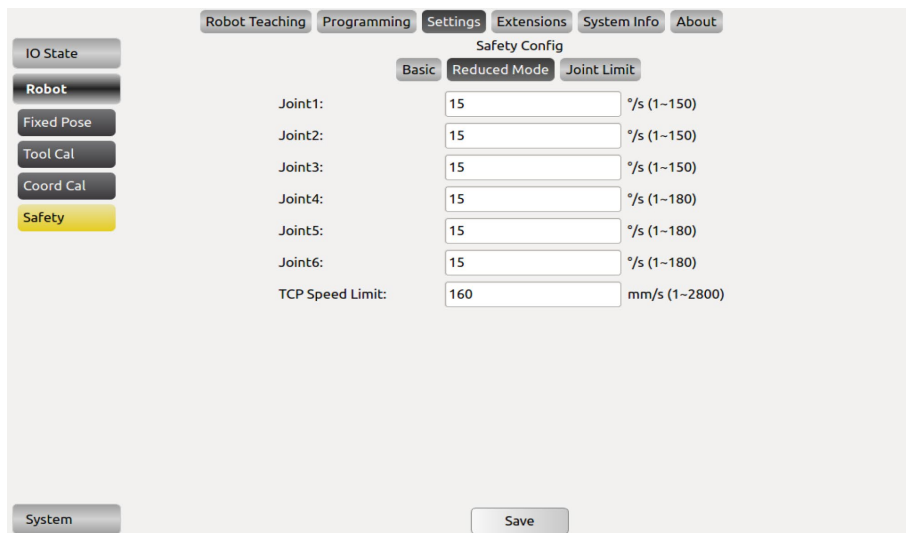 Robot Teaching Programming Settings Extensions System Info About
Safety Config
IO State
Basic Reduced Mode Joint Limit
Robot
Joint1: 15 °/s (1~150)
Fixed Pose
Joint2: 15 °/s (1~150)
Tool Cal
Joint3: 15 °/s (1~150)
Coord Cal
Joint4: 15 °/s (1~180)
Safety
Joint5: 15 °/s (1~180)
Joint6: 15 °/s (1~180)
TCP Speed Limit: 160 mm/s (1~2800)
System
Save